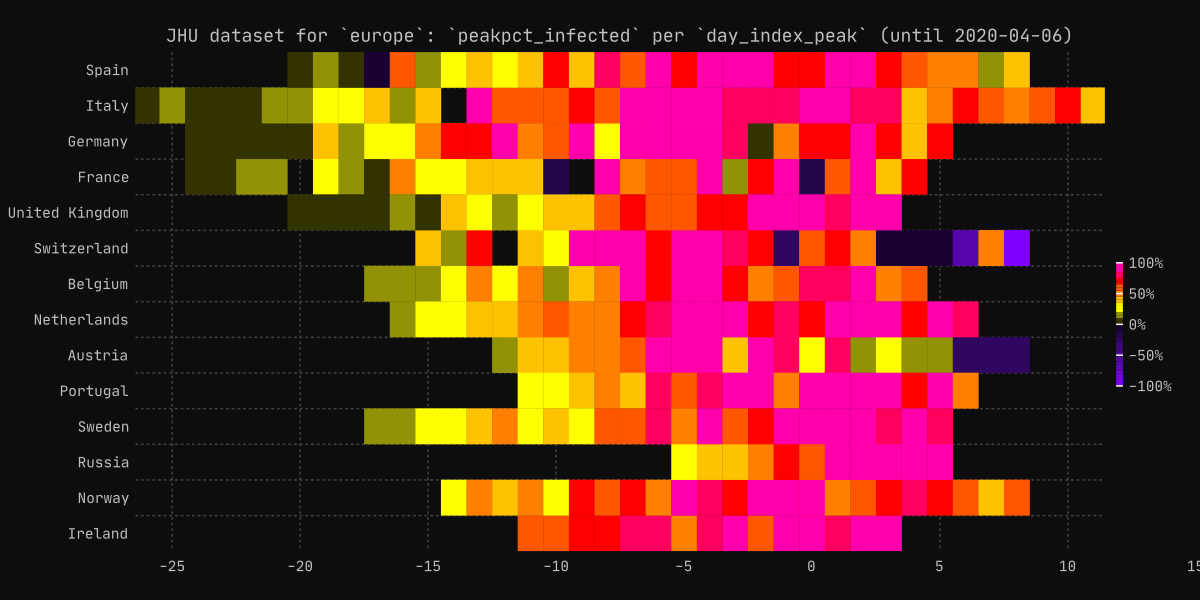 JHU dataset for `europe`: `peakpct_infected` per `day_index_peak` (until 2020-04-06)
Spain
Italy
Germany
France
United Kingdom
Switzerland
Belgium
Netherlands
Austria
Portugal
Sweden
Russia
Norway
Ireland
100%
50%
0%
−50%
−100%
−25 −20 −15 −10 −5 0 5 10 15